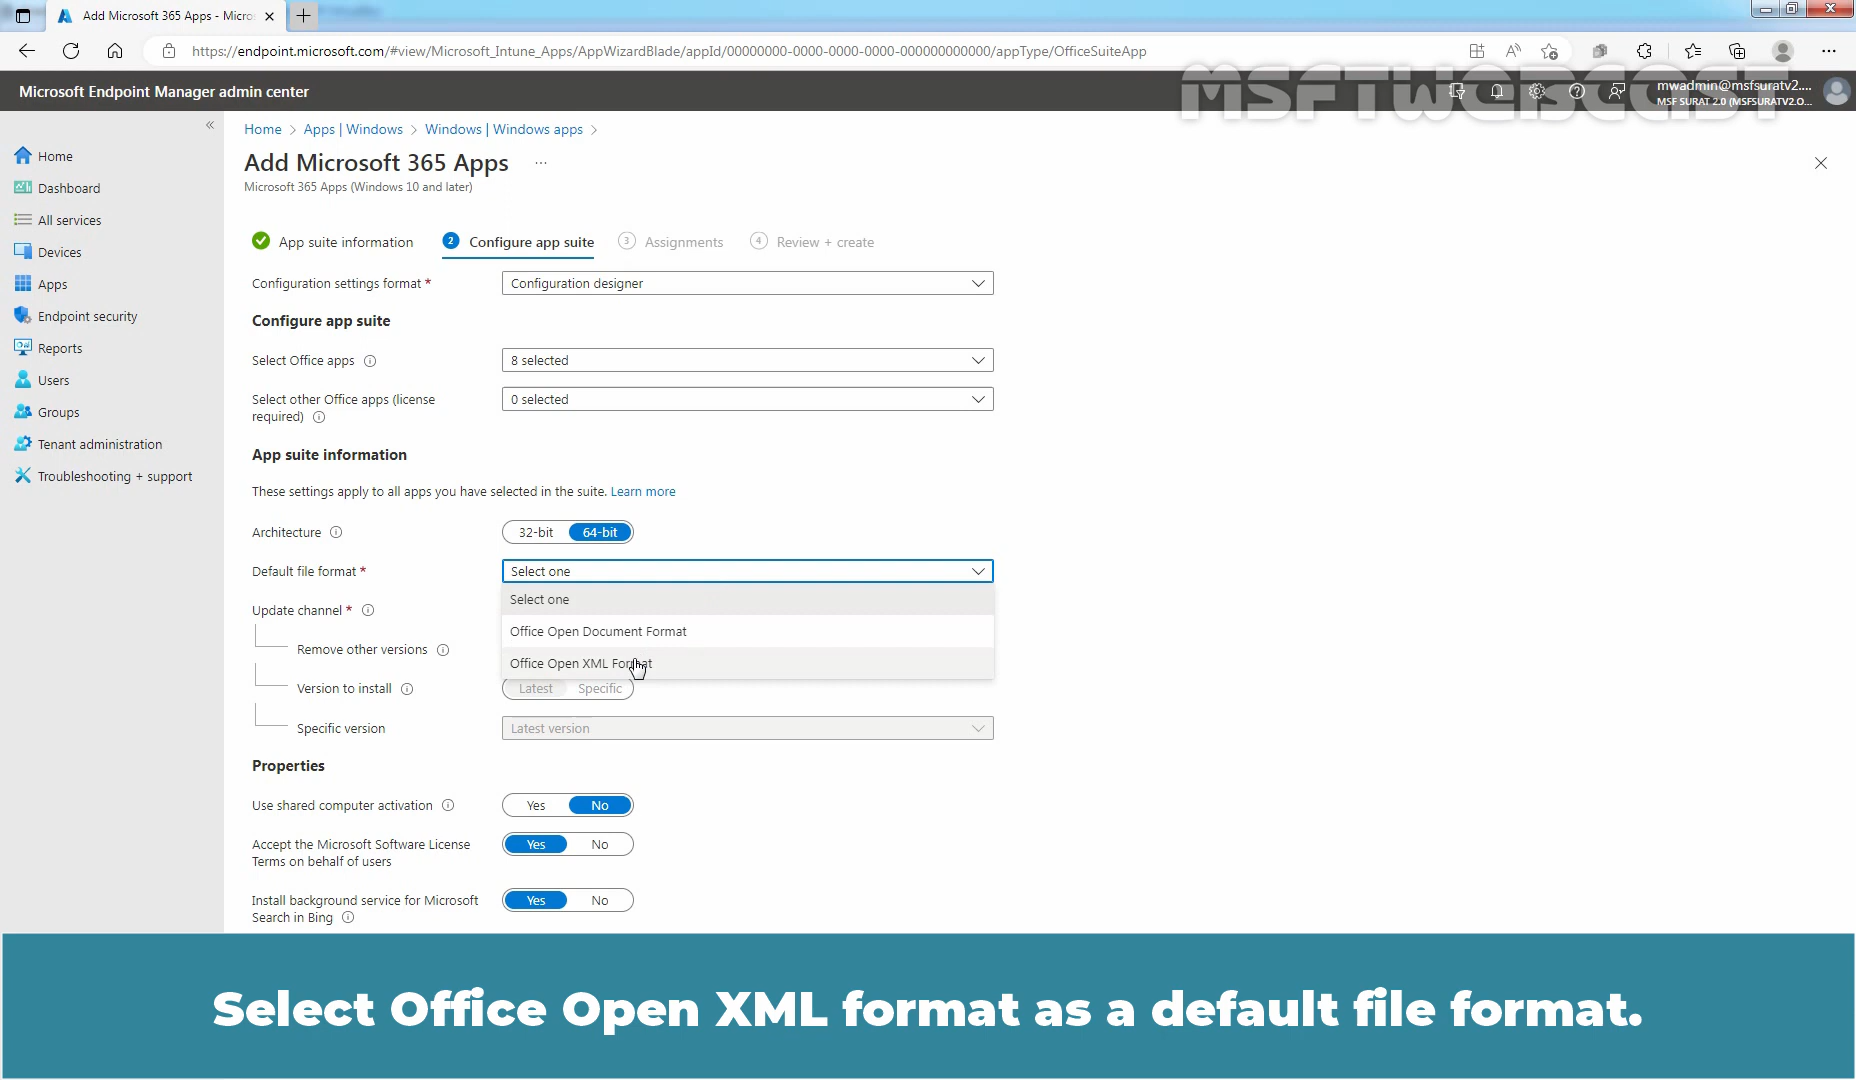 Add Microsoft 365 Apps - Micro
https://endpoint.microsoft.com/#view/Microsoft_Intune_Apps/AppWizardBlade/appId/00000000-0000-0000-0000-000000000000/appType/OfficeSuiteApp
MSFTWEBCAST
Microsoft Endpoint Manager admin center
mwadmin@msfsuratv2....
MSF SURAT 2.0 (MSFSURATV2.O...
Home > Apps | Windows > Windows | Windows apps >
Add Microsoft 365 Apps ...
Microsoft 365 Apps (Windows 10 and later)
Home
Dashboard
All services
Devices
Apps
Endpoint security
Reports
Users
Groups
Tenant administration
Troubleshooting + support
App suite information 2 Configure app suite 3 Assignments 4 Review + create
Configuration settings format * Configuration designer
Configure app suite
Select Office apps 8 selected
Select other Office apps (license 0 selected
required)
App suite information
These settings apply to all apps you have selected in the suite. Learn more
Architecture 32-bit 64-bit
Default file format * Select one
Select one
Update channel *
Office Open Document Format
Remove other versions
Office Open XML Format
Version to install Latest Specific
Specific version Latest version
Properties
Use shared computer activation Yes No
Accept the Microsoft Software License Yes No
Terms on behalf of users
Install background service for Microsoft Yes No
Search in Bing
Select Office Open XML format as a default file format.